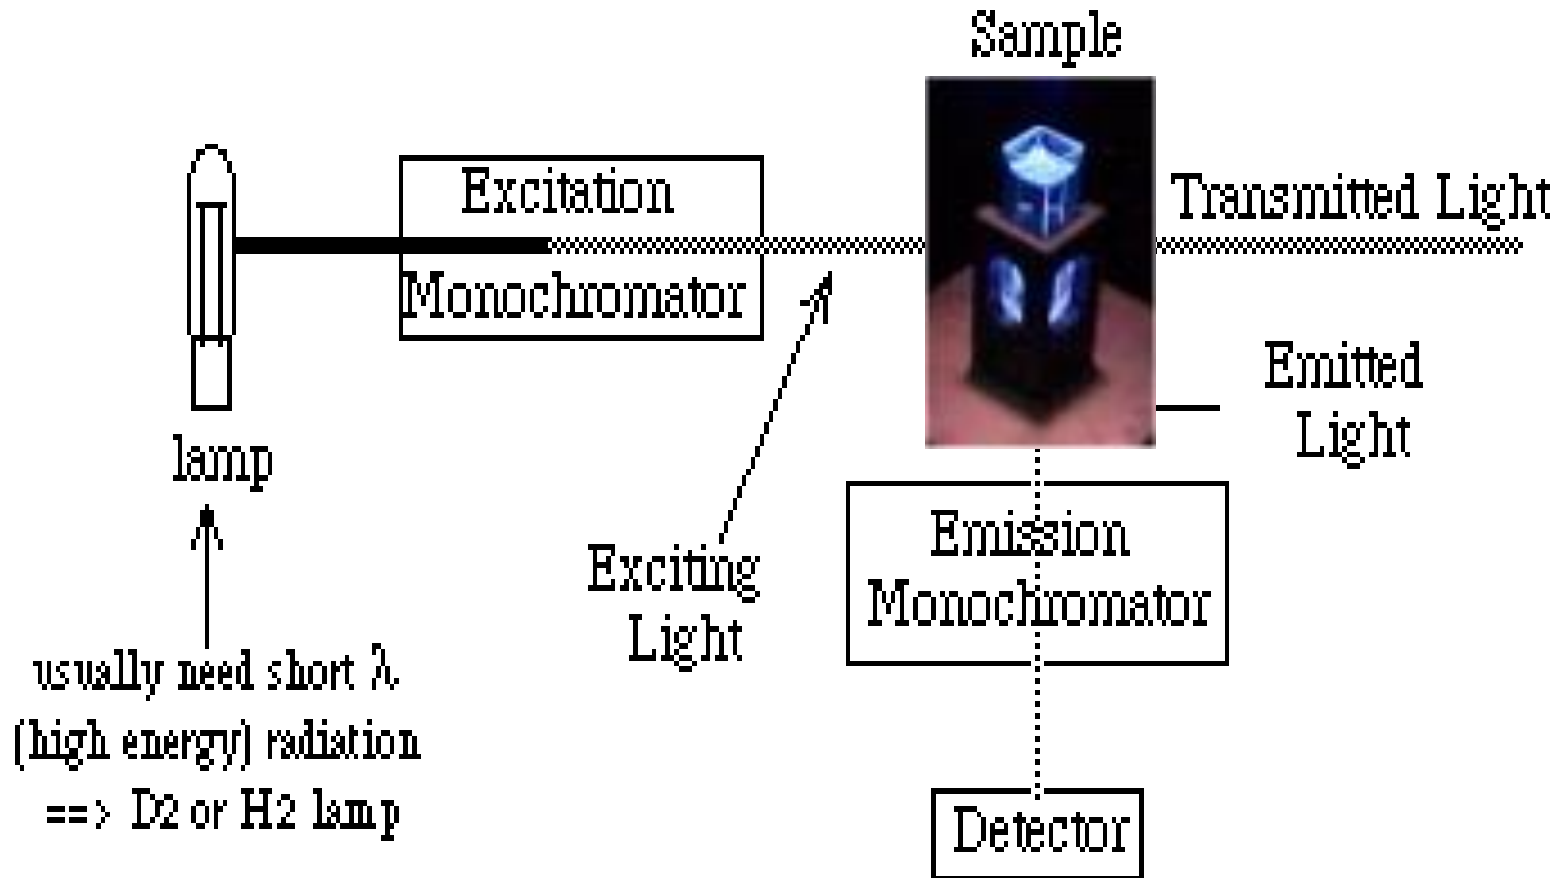 Sample
Excitation
Monochromator
Transmitted Light
Emitted
Light
lamp
Exciting
Light
Emission
Monochromator
usually need short λ
(high energy) radiation
==> D2 or H2 lamp
Detector